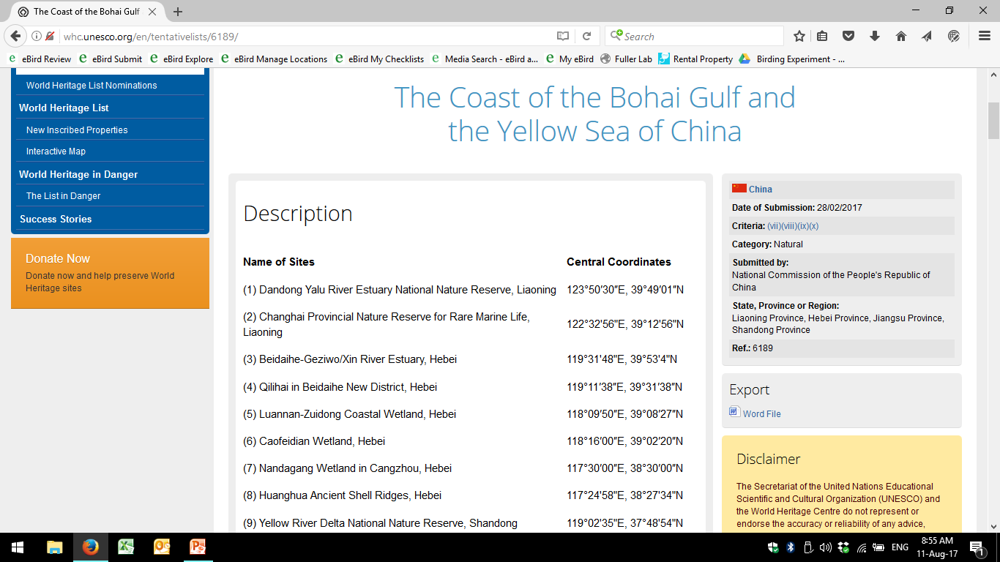 The Coast of the Bohai Gulf
whc.unesco.org/en/tentativelists/6189/
Search
eBird Review
eBird Submit
eBird Explore
eBird Manage Locations
eBird My Checklists
Media Search - eBird a...
My eBird
Fuller Lab
Rental Property
Birding Experiment - ...
World Heritage List Nominations
World Heritage List
New Inscribed Properties
Interactive Map
World Heritage in Danger
The List in Danger
Success Stories
Donate Now
Donate now and help preserve World
Heritage sites
The Coast of the Bohai Gulf and
the Yellow Sea of China
Description
Name of Sites Central Coordinates
(1) Dandong Yalu River Estuary National Nature Reserve, Liaoning 123°50′30″E, 39°49′01″N
(2) Changhai Provincial Nature Reserve for Rare Marine Life,
Liaoning 122°32'56"E, 39°12'56"N
(3) Beidaihe-Geziwo/Xin River Estuary, Hebei 119°31'48"E, 39°53'4"N
(4) Qilihai in Beidaihe New District, Hebei 119°11′38″E, 39°31′38″N
(5) Luannan-Zuidong Coastal Wetland, Hebei 118°09′50″E, 39°08′27″N
(6) Caofeidian Wetland, Hebei 118°16′00″E, 39°02′20″N
(7) Nandagang Wetland in Cangzhou, Hebei 117°30′00″E, 38°30′00″N
(8) Huanghua Ancient Shell Ridges, Hebei 117°24'58"E, 38°27'34"N
(9) Yellow River Delta National Nature Reserve, Shandong 119°02′35″E, 37°48′54″N
China
Date of Submission: 28/02/2017
Criteria: (vii)(viii)(ix)(x)
Category: Natural
Submitted by:
National Commission of the People's Republic of
China
State, Province or Region:
Liaoning Province, Hebei Province, Jiangsu Province,
Shandong Province
Ref.: 6189
Export
Word File
Disclaimer
The Secretariat of the United Nations Educational
Scientific and Cultural Organization (UNESCO) and
the World Heritage Centre do not represent or
endorse the accuracy or reliability of any advice,
ENG
8:55 AM
11-Aug-17
1